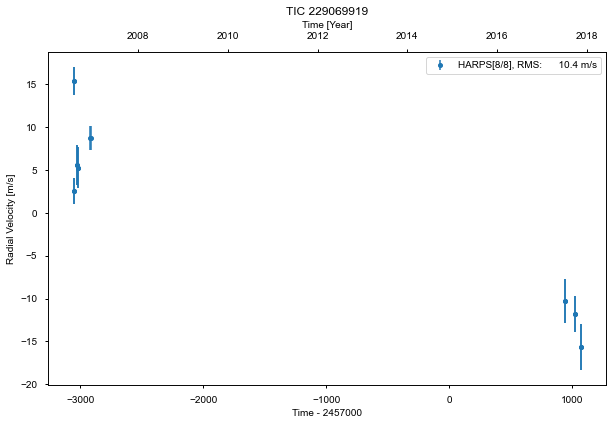 TIC 229069919
Time [Year]
2008 2010 2012 2014 2016 2018
HARPS[8/8], RMS: 10.4 m/s
Radial Velocity [m/s]
15
10
5
0
−5
−10
−15
−20
−3000 −2000 −1000 0 1000
Time - 2457000